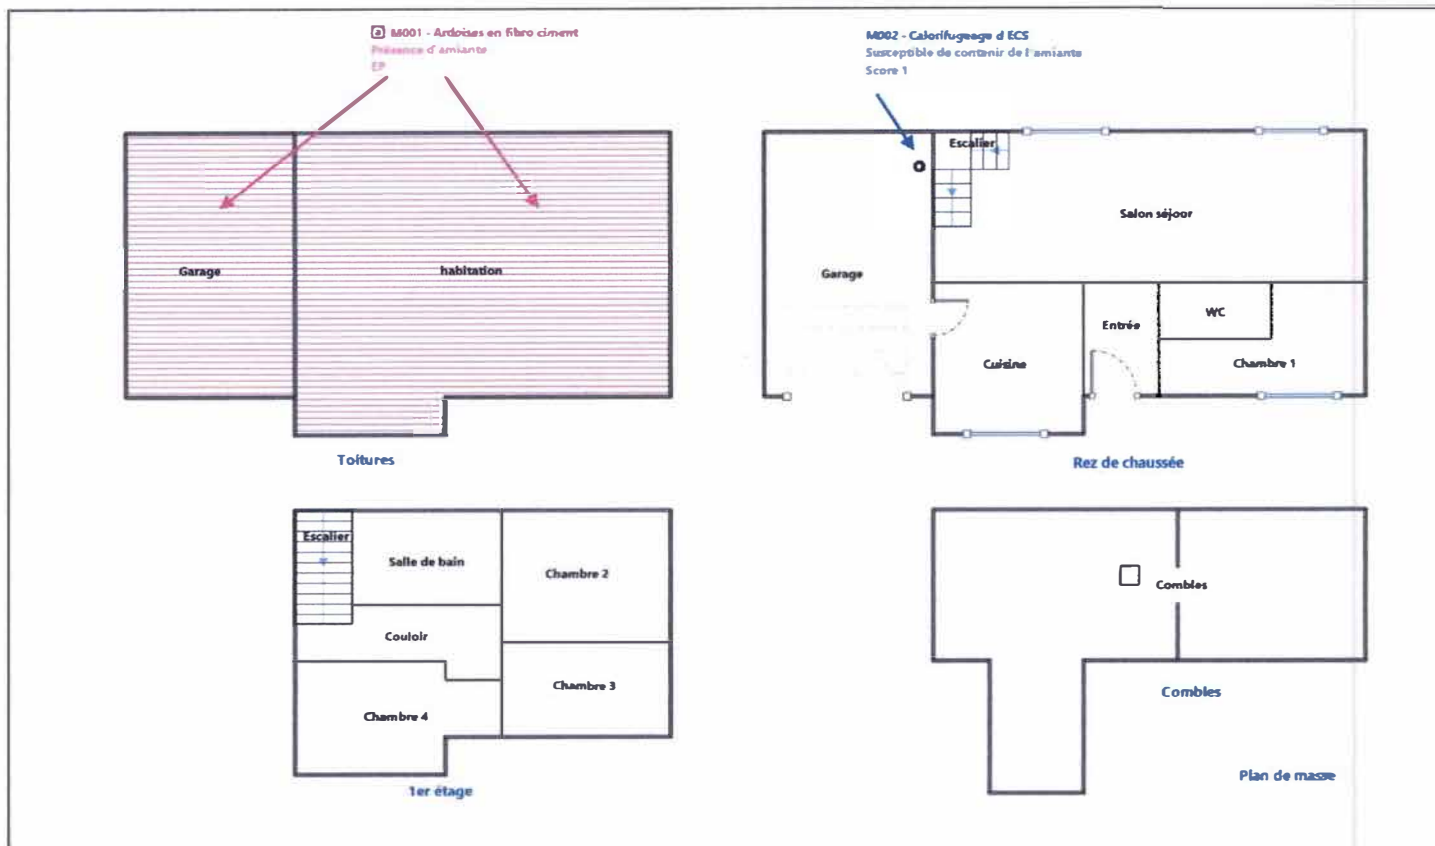 a M001 - Ardoises en fibro ciment
Présence d'amiante
EP
M002 - Calorifugeage d ECS
Susceptible de contenir de l'amiante
Score 1
Garage
habitation
Toitures
Escalier
Salon séjour
Garage
Entrée
WC
Cuisine
Chambre 1
Rez de chaussée
Escalier
Salle de bain
Chambre 2
Couloir
Chambre 3
Chambre 4
1er étage
Combles
Combles
Plan de masse